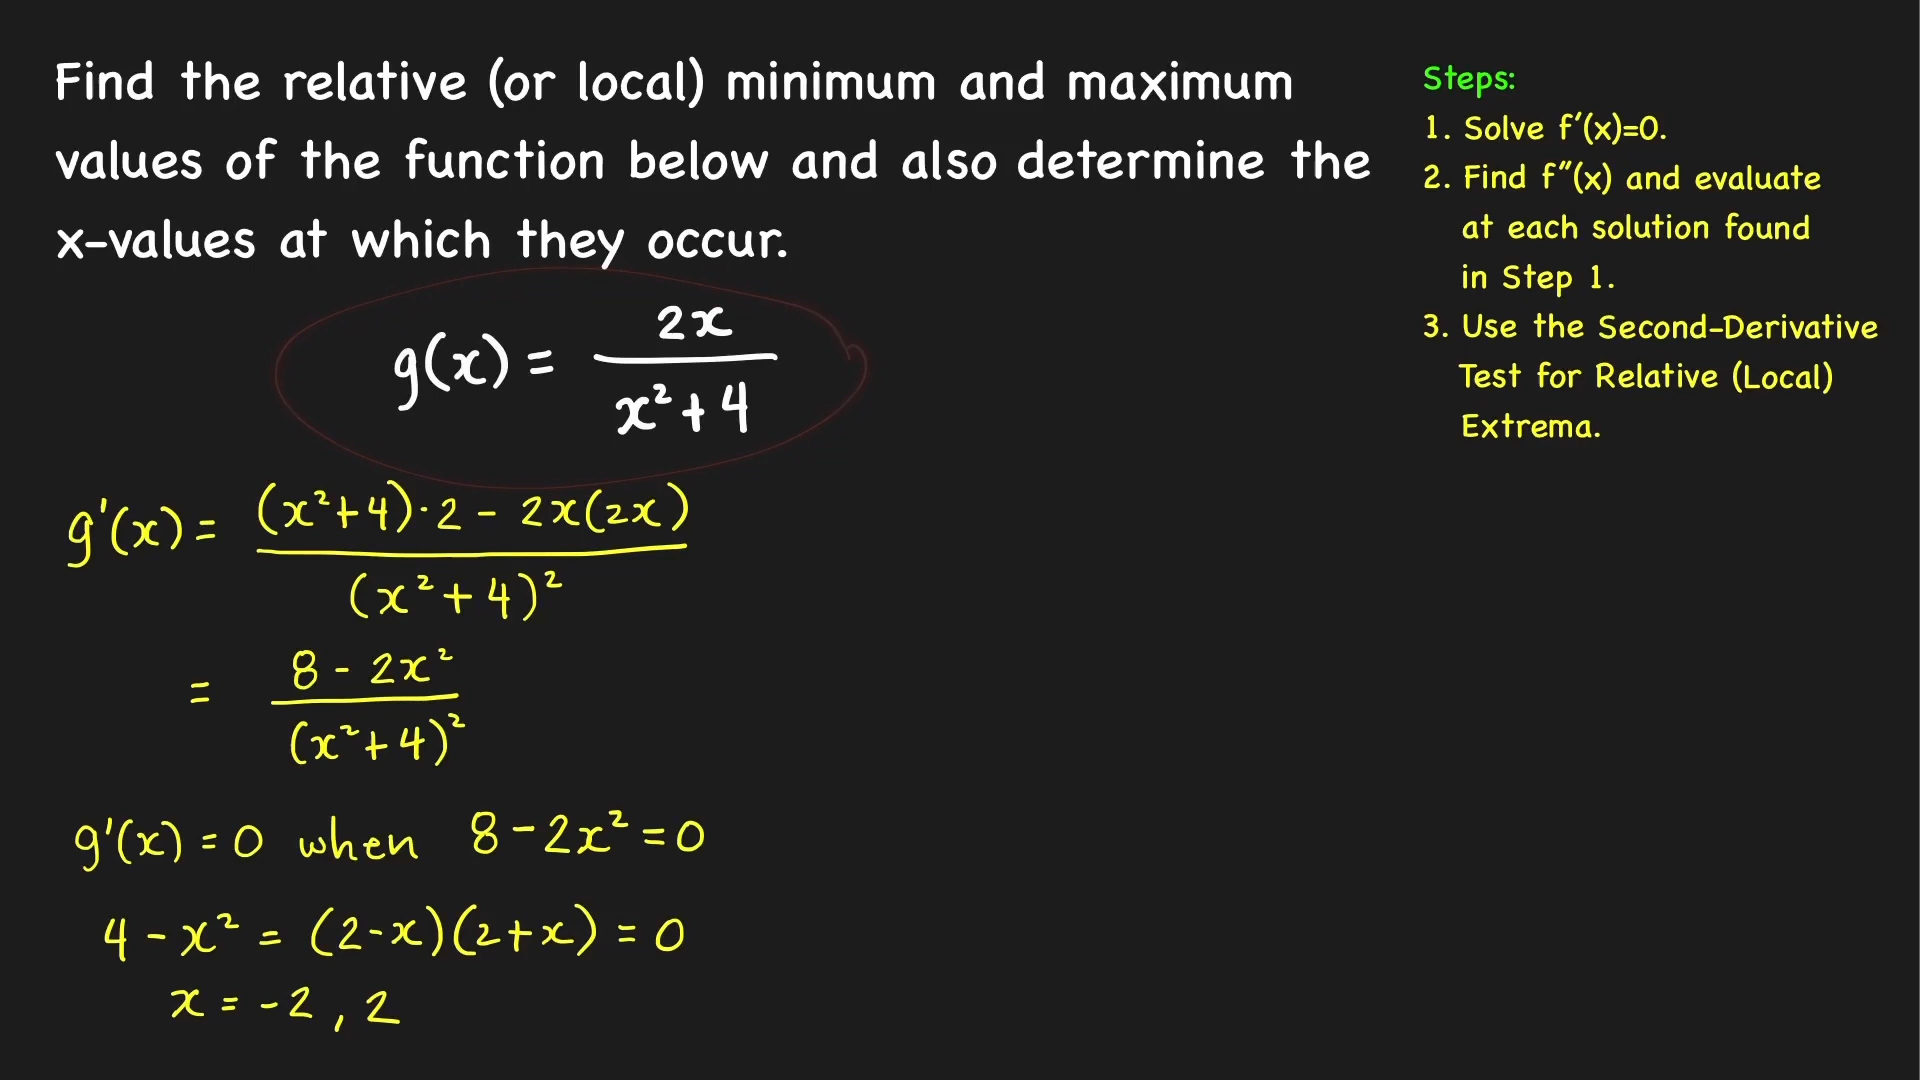 Find the relative (or local) minimum and maximum
values of the function below and also determine the
x-values at which they occur.
g(x) = 2x / (x² + 4)
g'(x) = ((x² + 4) · 2 - 2x(2x)) / (x² + 4)²
= (8 - 2x²) / (x² + 4)²
g'(x) = 0 when 8 - 2x² = 0
4 - x² = (2 - x)(2 + x) = 0
x = -2, 2
Steps:
1. Solve f'(x)=0.
2. Find f"(x) and evaluate
at each solution found
in Step 1.
3. Use the Second-Derivative
Test for Relative (Local)
Extrema.